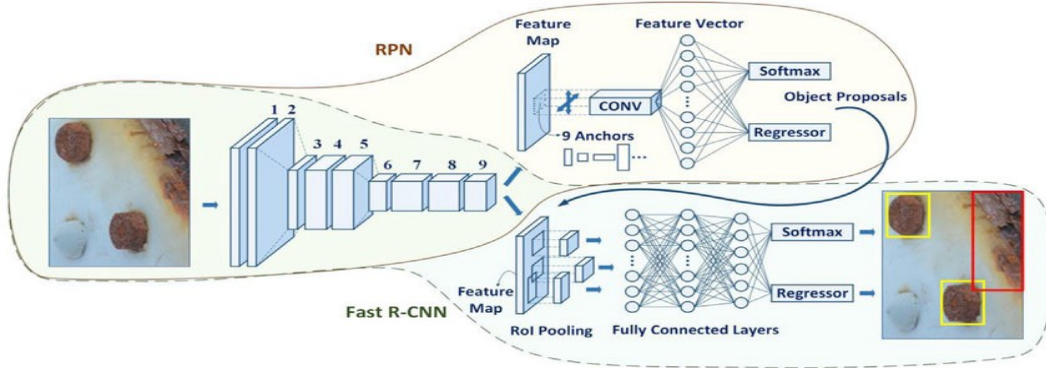 RPN
Feature
Map
Feature Vector
CONV
9 Anchors
Softmax
Object Proposals
Regressor
1 2
3 4 5
6 7 8 9
Fast R-CNN
Feature
Map
RoI Pooling
Fully Connected Layers
Softmax
Regressor